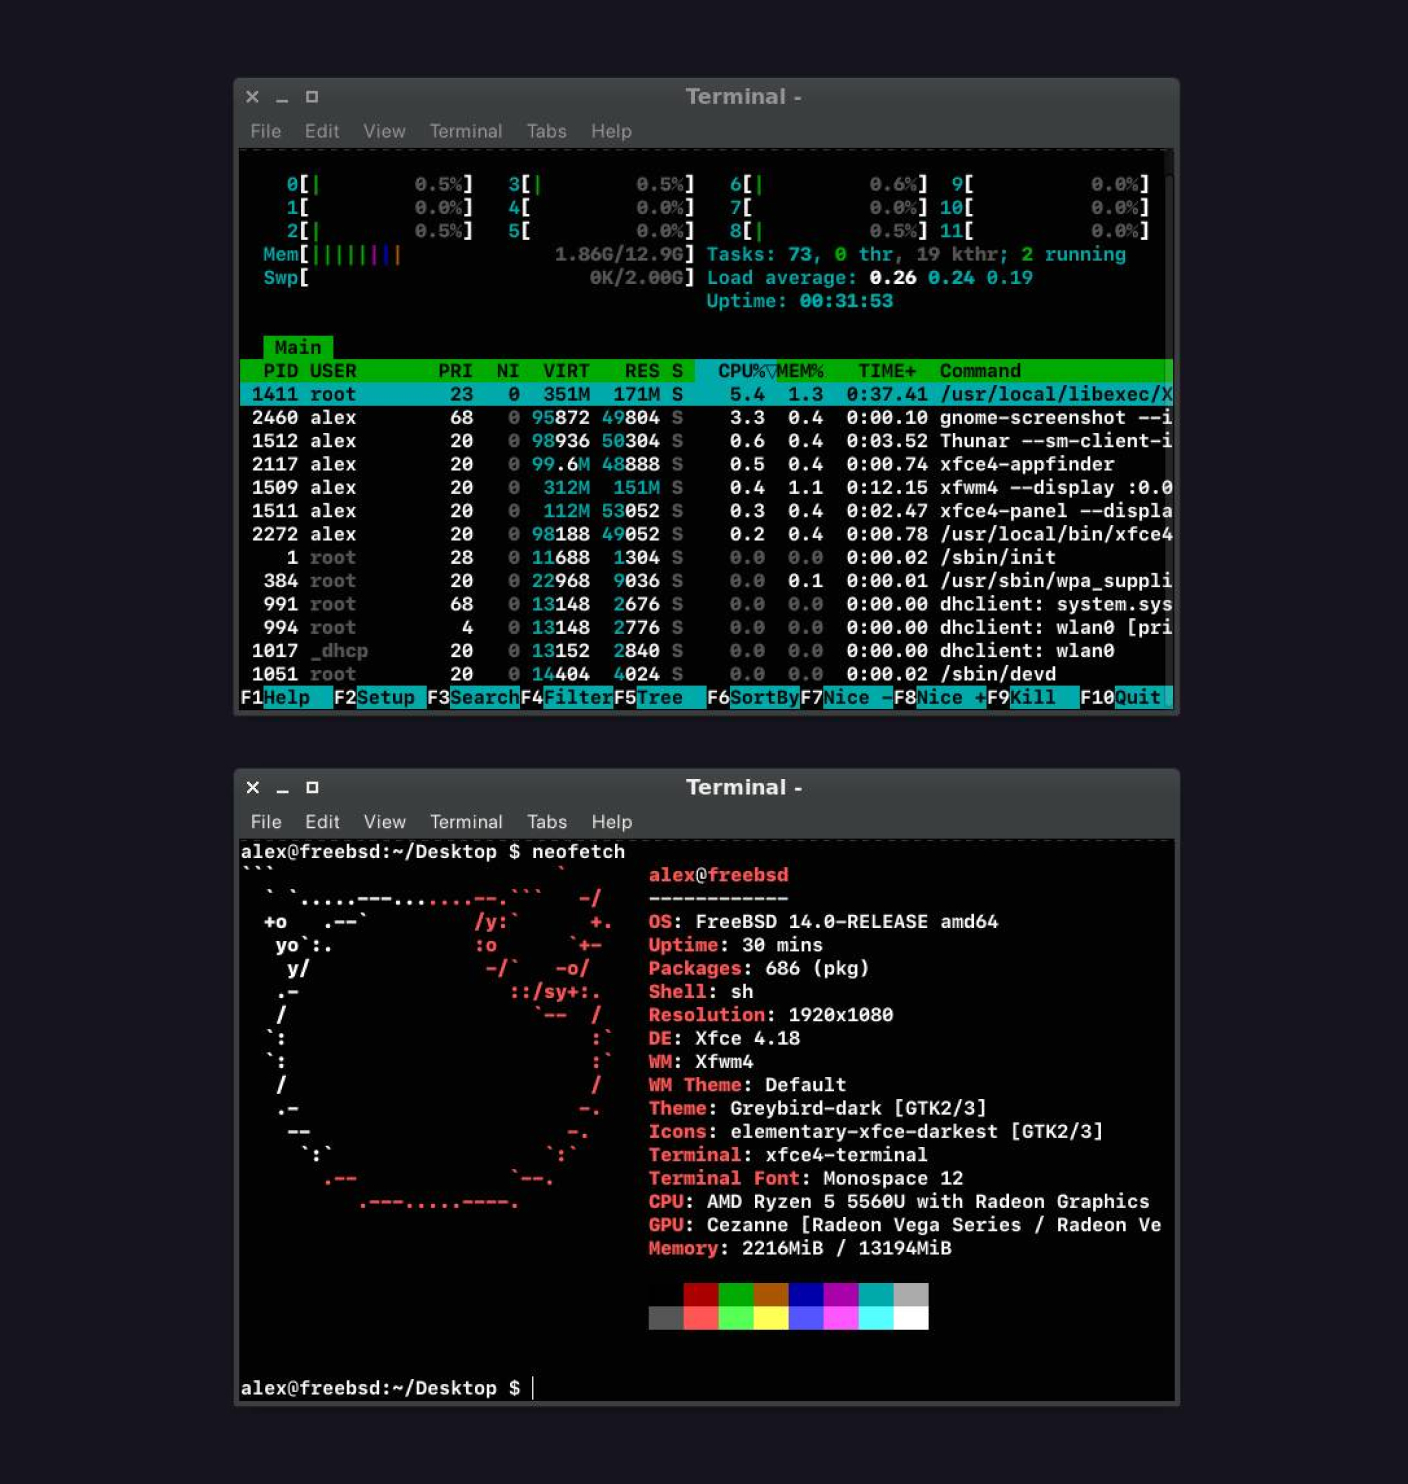 Terminal -
File Edit View Terminal Tabs Help
0[| 0.5%] 3[| 0.5%] 6[| 0.6%] 9[ 0.0%]
1[ 0.0%] 4[ 0.0%] 7[ 0.0%] 10[ 0.0%]
2[| 0.5%] 5[ 0.0%] 8[| 0.5%] 11[ 0.0%]
Mem[|||||||| 1.86G/12.9G] Tasks: 73, 0 thr, 19 kthr; 2 running
Swp[ 0K/2.00G] Load average: 0.26 0.24 0.19
Uptime: 00:31:53
Main
PID USER PRI NI VIRT RES S CPU%▽MEM% TIME+ Command
1411 root 23 0 351M 171M S 5.4 1.3 0:37.41 /usr/local/libexec/X
2460 alex 68 0 95872 49804 S 3.3 0.4 0:00.10 gnome-screenshot --i
1512 alex 20 0 98936 50304 S 0.6 0.4 0:03.52 Thunar --sm-client-i
2117 alex 20 0 99.6M 48888 S 0.5 0.4 0:00.74 xfce4-appfinder
1509 alex 20 0 312M 151M S 0.4 1.1 0:12.15 xfwm4 --display :0.0
1511 alex 20 0 112M 53052 S 0.3 0.4 0:02.47 xfce4-panel --displa
2272 alex 20 0 98188 49052 S 0.2 0.4 0:00.78 /usr/local/bin/xfce4
1 root 28 0 11688 1304 S 0.0 0.0 0:00.02 /sbin/init
384 root 20 0 22968 9036 S 0.0 0.1 0:00.01 /usr/sbin/wpa_suppli
991 root 68 0 13148 2676 S 0.0 0.0 0:00.00 dhclient: system.sys
994 root 4 0 13148 2776 S 0.0 0.0 0:00.00 dhclient: wlan0 [pri
1017 _dhcp 20 0 13152 2840 S 0.0 0.0 0:00.00 dhclient: wlan0
1051 root 20 0 14404 4024 S 0.0 0.0 0:00.02 /sbin/devd
F1Help F2Setup F3SearchF4FilterF5Tree F6SortByF7Nice -F8Nice +F9Kill F10Quit
Terminal -
File Edit View Terminal Tabs Help
alex@freebsd:~/Desktop $ neofetch
``` ` alex@freebsd
` `.....---.......--.``` -/ ------------
+o .--` /y:` +. OS: FreeBSD 14.0-RELEASE amd64
yo`:. :o `+- Uptime: 30 mins
y/ -/` -o/ Packages: 686 (pkg)
.- ::/sy+:. Shell: sh
/ `-- / Resolution: 1920x1080
`: :` DE: Xfce 4.18
`: :` WM: Xfwm4
/ / WM Theme: Default
.- -. Theme: Greybird-dark [GTK2/3]
-- -. Icons: elementary-xfce-darkest [GTK2/3]
`:` `:` Terminal: xfce4-terminal
.-- `--. Terminal Font: Monospace 12
.---.....----. CPU: AMD Ryzen 5 5560U with Radeon Graphics
GPU: Cezanne [Radeon Vega Series / Radeon Ve
Memory: 2216MiB / 13194MiB
alex@freebsd:~/Desktop $